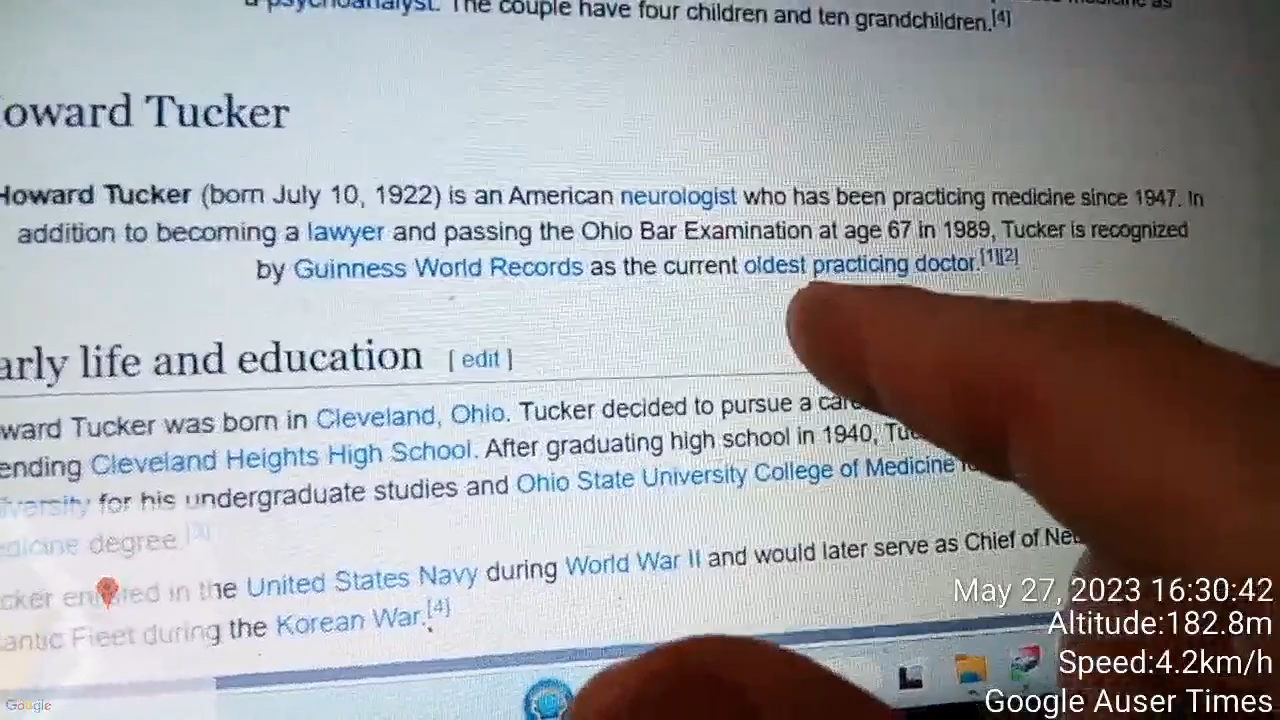 a psychoanalyst. The couple have four children and ten grandchildren.[4]
oward Tucker
Howard Tucker (born July 10, 1922) is an American neurologist who has been practicing medicine since 1947. In
addition to becoming a lawyer and passing the Ohio Bar Examination at age 67 in 1989, Tucker is recognized
by Guinness World Records as the current oldest practicing doctor.[1][2]
arly life and education [ edit ]
ward Tucker was born in Cleveland, Ohio. Tucker decided to pursue a
ending Cleveland Heights High School. After graduating high school in 1940,
iversity for his undergraduate studies and Ohio State University College of Medicine
edicine degree.[3]
cker enlisted in the United States Navy during World War II and would later serve as Chief of
lantic Fleet during the Korean War.[4]
May 27, 2023 16:30:42
Altitude:182.8m
Speed:4.2km/h
Google Auser Times
Google